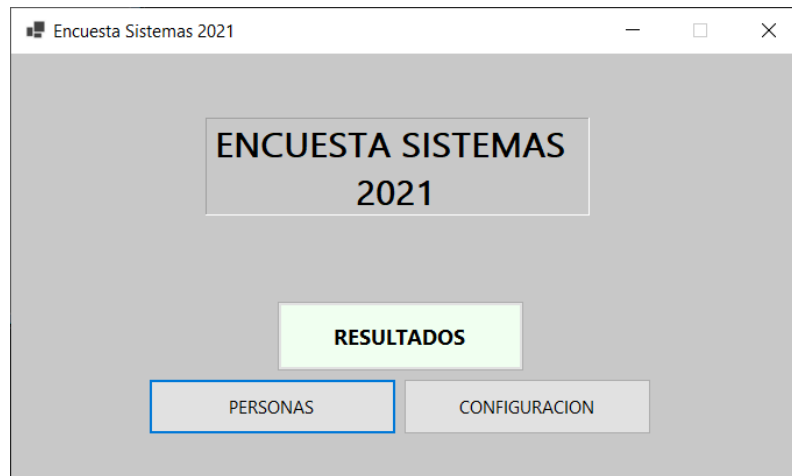 Encuesta Sistemas 2021
ENCUESTA SISTEMAS
2021
RESULTADOS
PERSONAS
CONFIGURACION